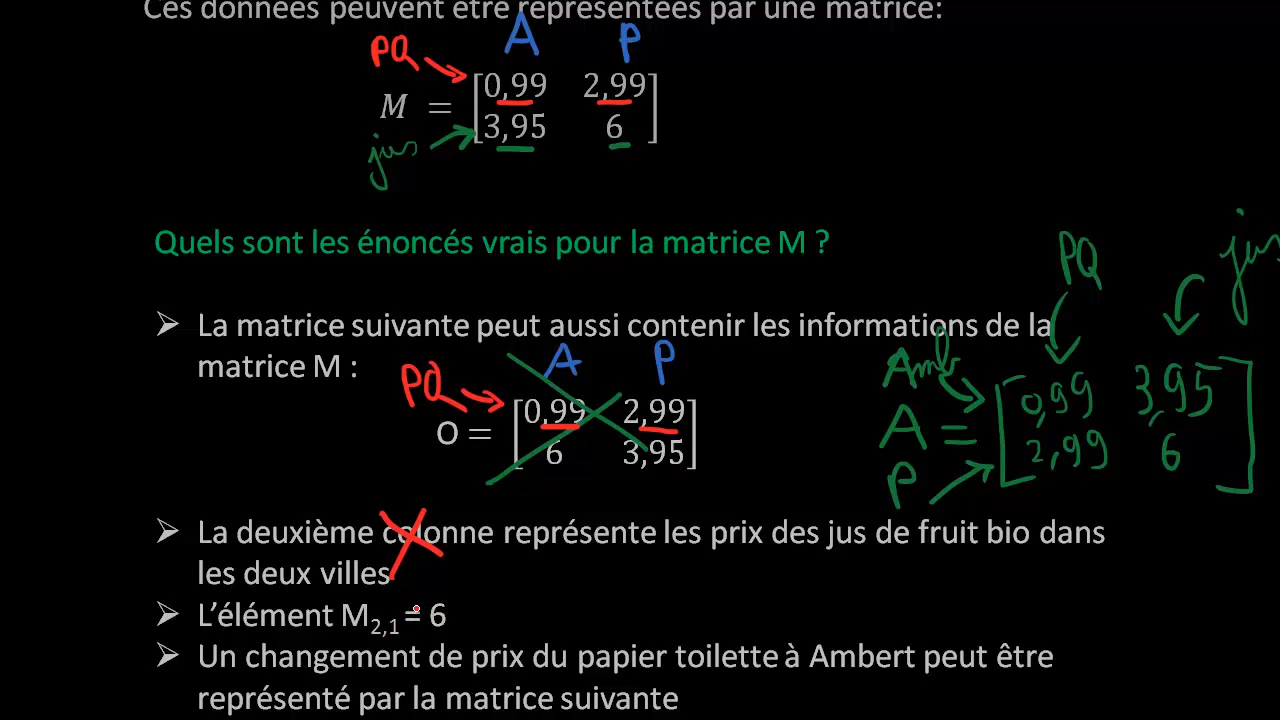 Ces données peuvent être représentées par une matrice:
A P
PQ
M = [0,99 2,99]
[3,95 6]
jus
Quels sont les énoncés vrais pour la matrice M ?
PQ jus
➢ La matrice suivante peut aussi contenir les informations de la
matrice M :
A P
PQ
O = [0,99 2,99]
[6 3,95]
Amb
A = [0,99 3,95]
[2,99 6]
P
➢ La deuxième colonne représente les prix des jus de fruit bio dans
les deux villes
➢ L’élément M2,1 = 6
➢ Un changement de prix du papier toilette à Ambert peut être
représenté par la matrice suivante